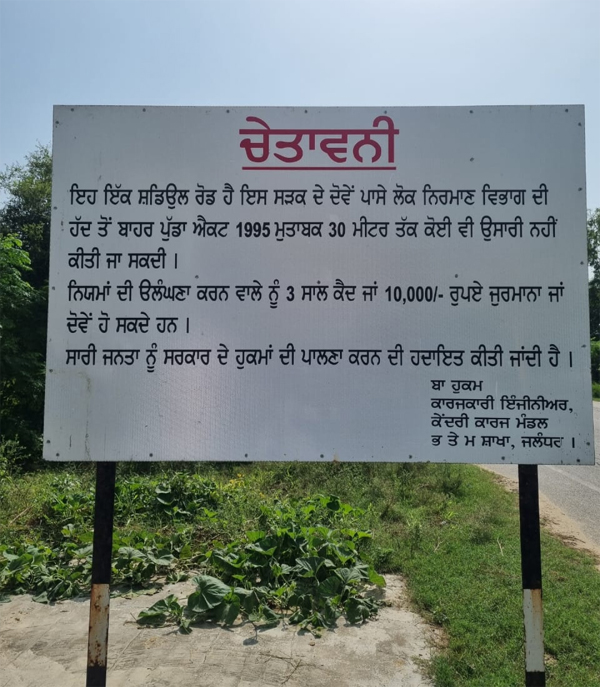 ਚੇਤਾਵਨੀ
ਇਹ ਇੱਕ ਸ਼ਡਿਊਲ ਰੋਡ ਹੈ ਇਸ ਸੜਕ ਦੇ ਦੋਵੇਂ ਪਾਸੇ ਲੋਕ ਨਿਰਮਾਣ ਵਿਭਾਗ ਦੀ
ਹੱਦ ਤੋਂ ਬਾਹਰ ਪੁੱਡਾ ਐਕਟ 1995 ਮੁਤਾਬਕ 30 ਮੀਟਰ ਤੱਕ ਕੋਈ ਵੀ ਉਸਾਰੀ ਨਹੀਂ
ਕੀਤੀ ਜਾ ਸਕਦੀ ।
ਨਿਯਮਾਂ ਦੀ ੳਲੰਘਣਾ ਕਰਨ ਵਾਲੇ ਨੂੰ 3 ਸਾਲ ਕੈਦ ਜਾਂ 10,000/- ਰੁਪਏ ਜੁਰਮਾਨਾ ਜਾਂ
ਦੋਵੇਂ ਹੋ ਸਕਦੇ ਹਨ ।
ਸਾਰੀ ਜਨਤਾ ਨੂੰ ਸਰਕਾਰ ਦੇ ਹੁਕਮਾਂ ਦੀ ਪਾਲਣਾ ਕਰਨ ਦੀ ਹਦਾਇਤ ਕੀਤੀ ਜਾਂਦੀ ਹੈ ।
ਬਾ ਹੁਕਮ
ਕਾਰਜਕਾਰੀ ਇੰਜੀਨੀਅਰ,
ਕੇਂਦਰੀ ਕਾਰਜ ਮੰਡਲ
ਭ ਤੇ ਮ ਸ਼ਾਖਾ, ਜਲੰਧਰ ।